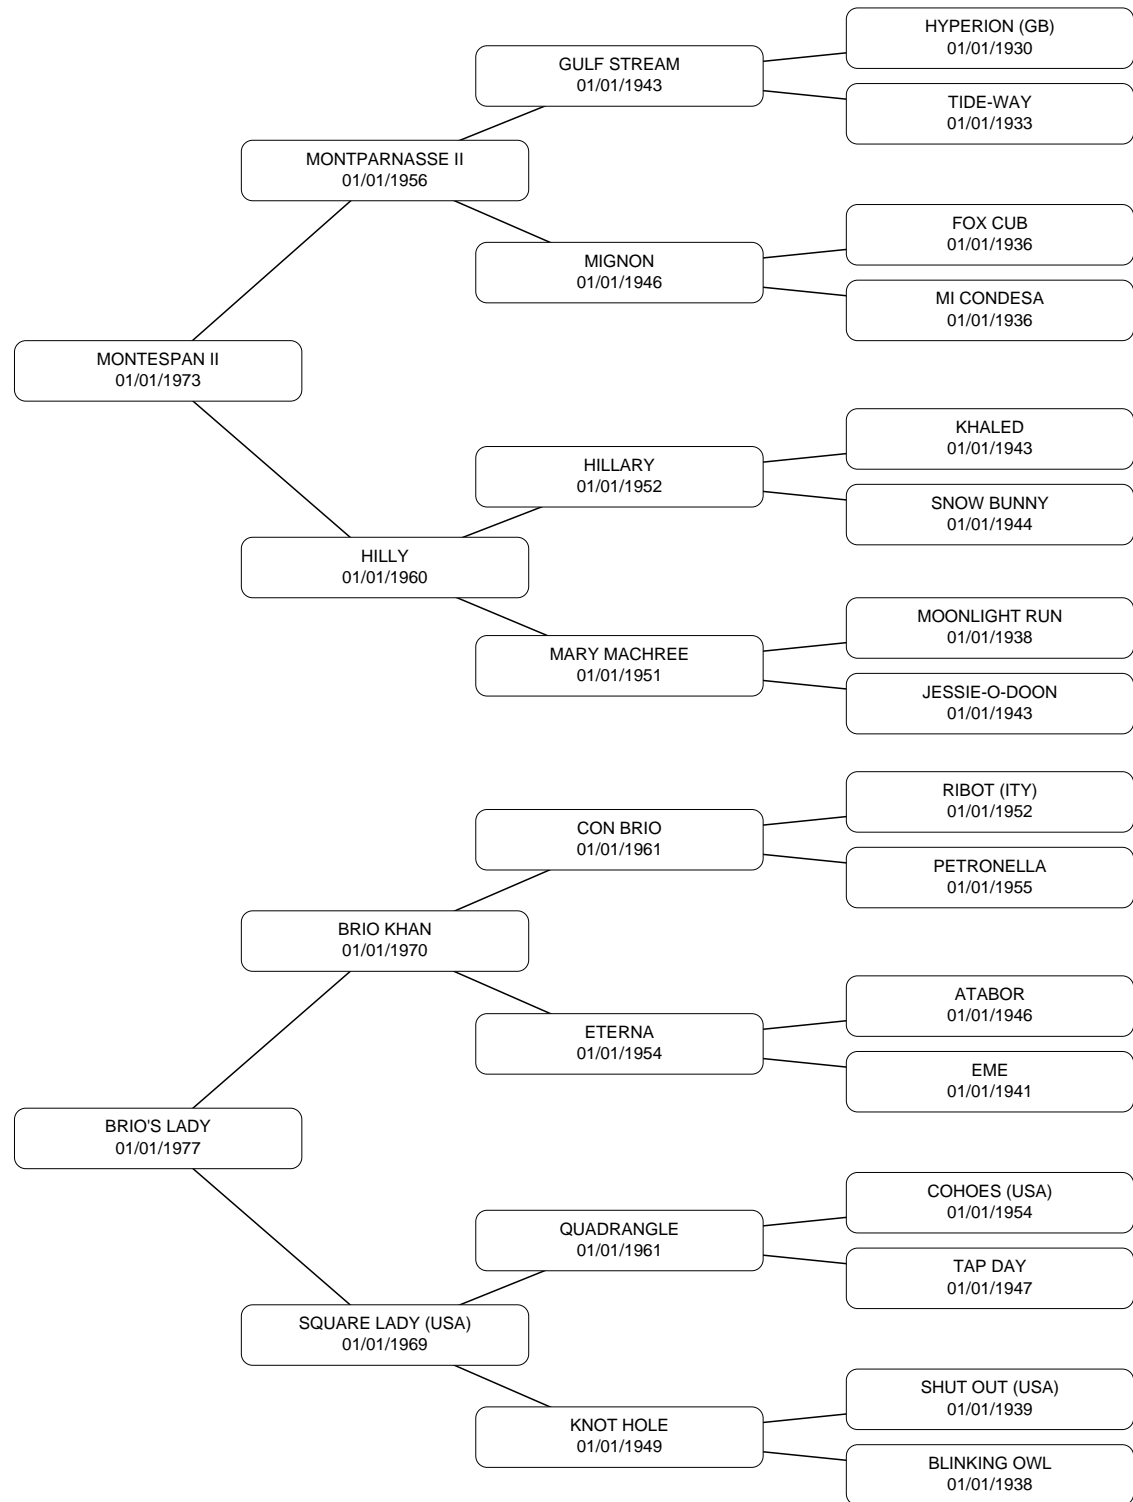 HYPERION (GB)
01/01/1930
GULF STREAM
01/01/1943
TIDE-WAY
01/01/1933
MONTPARNASSE II
01/01/1956
FOX CUB
01/01/1936
MIGNON
01/01/1946
MI CONDESA
01/01/1936
MONTESPAN II
01/01/1973
KHALED
01/01/1943
HILLARY
01/01/1952
SNOW BUNNY
01/01/1944
HILLY
01/01/1960
MOONLIGHT RUN
01/01/1938
MARY MACHREE
01/01/1951
JESSIE-O-DOON
01/01/1943
RIBOT (ITY)
01/01/1952
CON BRIO
01/01/1961
PETRONELLA
01/01/1955
BRIO KHAN
01/01/1970
ATABOR
01/01/1946
ETERNA
01/01/1954
EME
01/01/1941
BRIO'S LADY
01/01/1977
COHOES (USA)
01/01/1954
QUADRANGLE
01/01/1961
TAP DAY
01/01/1947
SQUARE LADY (USA)
01/01/1969
SHUT OUT (USA)
01/01/1939
KNOT HOLE
01/01/1949
BLINKING OWL
01/01/1938